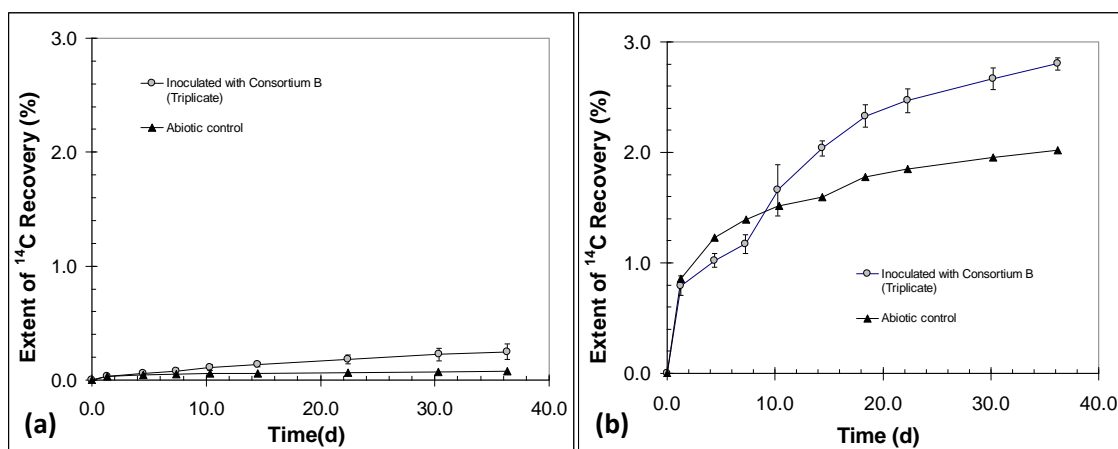 3.0
2.0
1.0
0.0
Extent of ¹⁴C Recovery (%)
Inoculated with Consortium B
(Triplicate)
Abiotic control
0.0 10.0 20.0 30.0 40.0
Time(d)
(a)
3.0
2.0
1.0
0.0
Extent of ¹⁴C Recovery (%)
Inoculated with Consortium B
(Triplicate)
Abiotic control
0.0 10.0 20.0 30.0 40.0
Time (d)
(b)